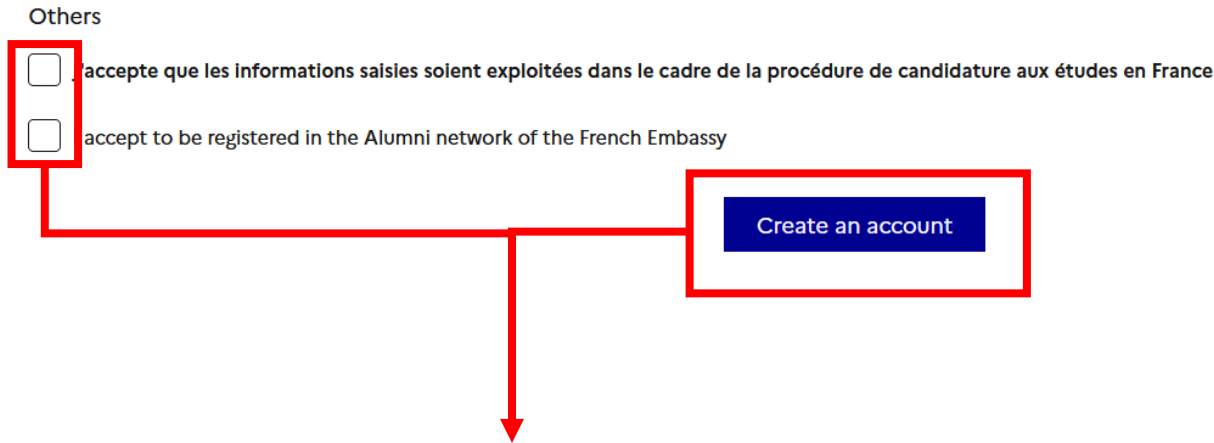 Others
J'accepte que les informations saisies soient exploitées dans le cadre de la procédure de candidature aux études en France
accept to be registered in the Alumni network of the French Embassy
Create an account